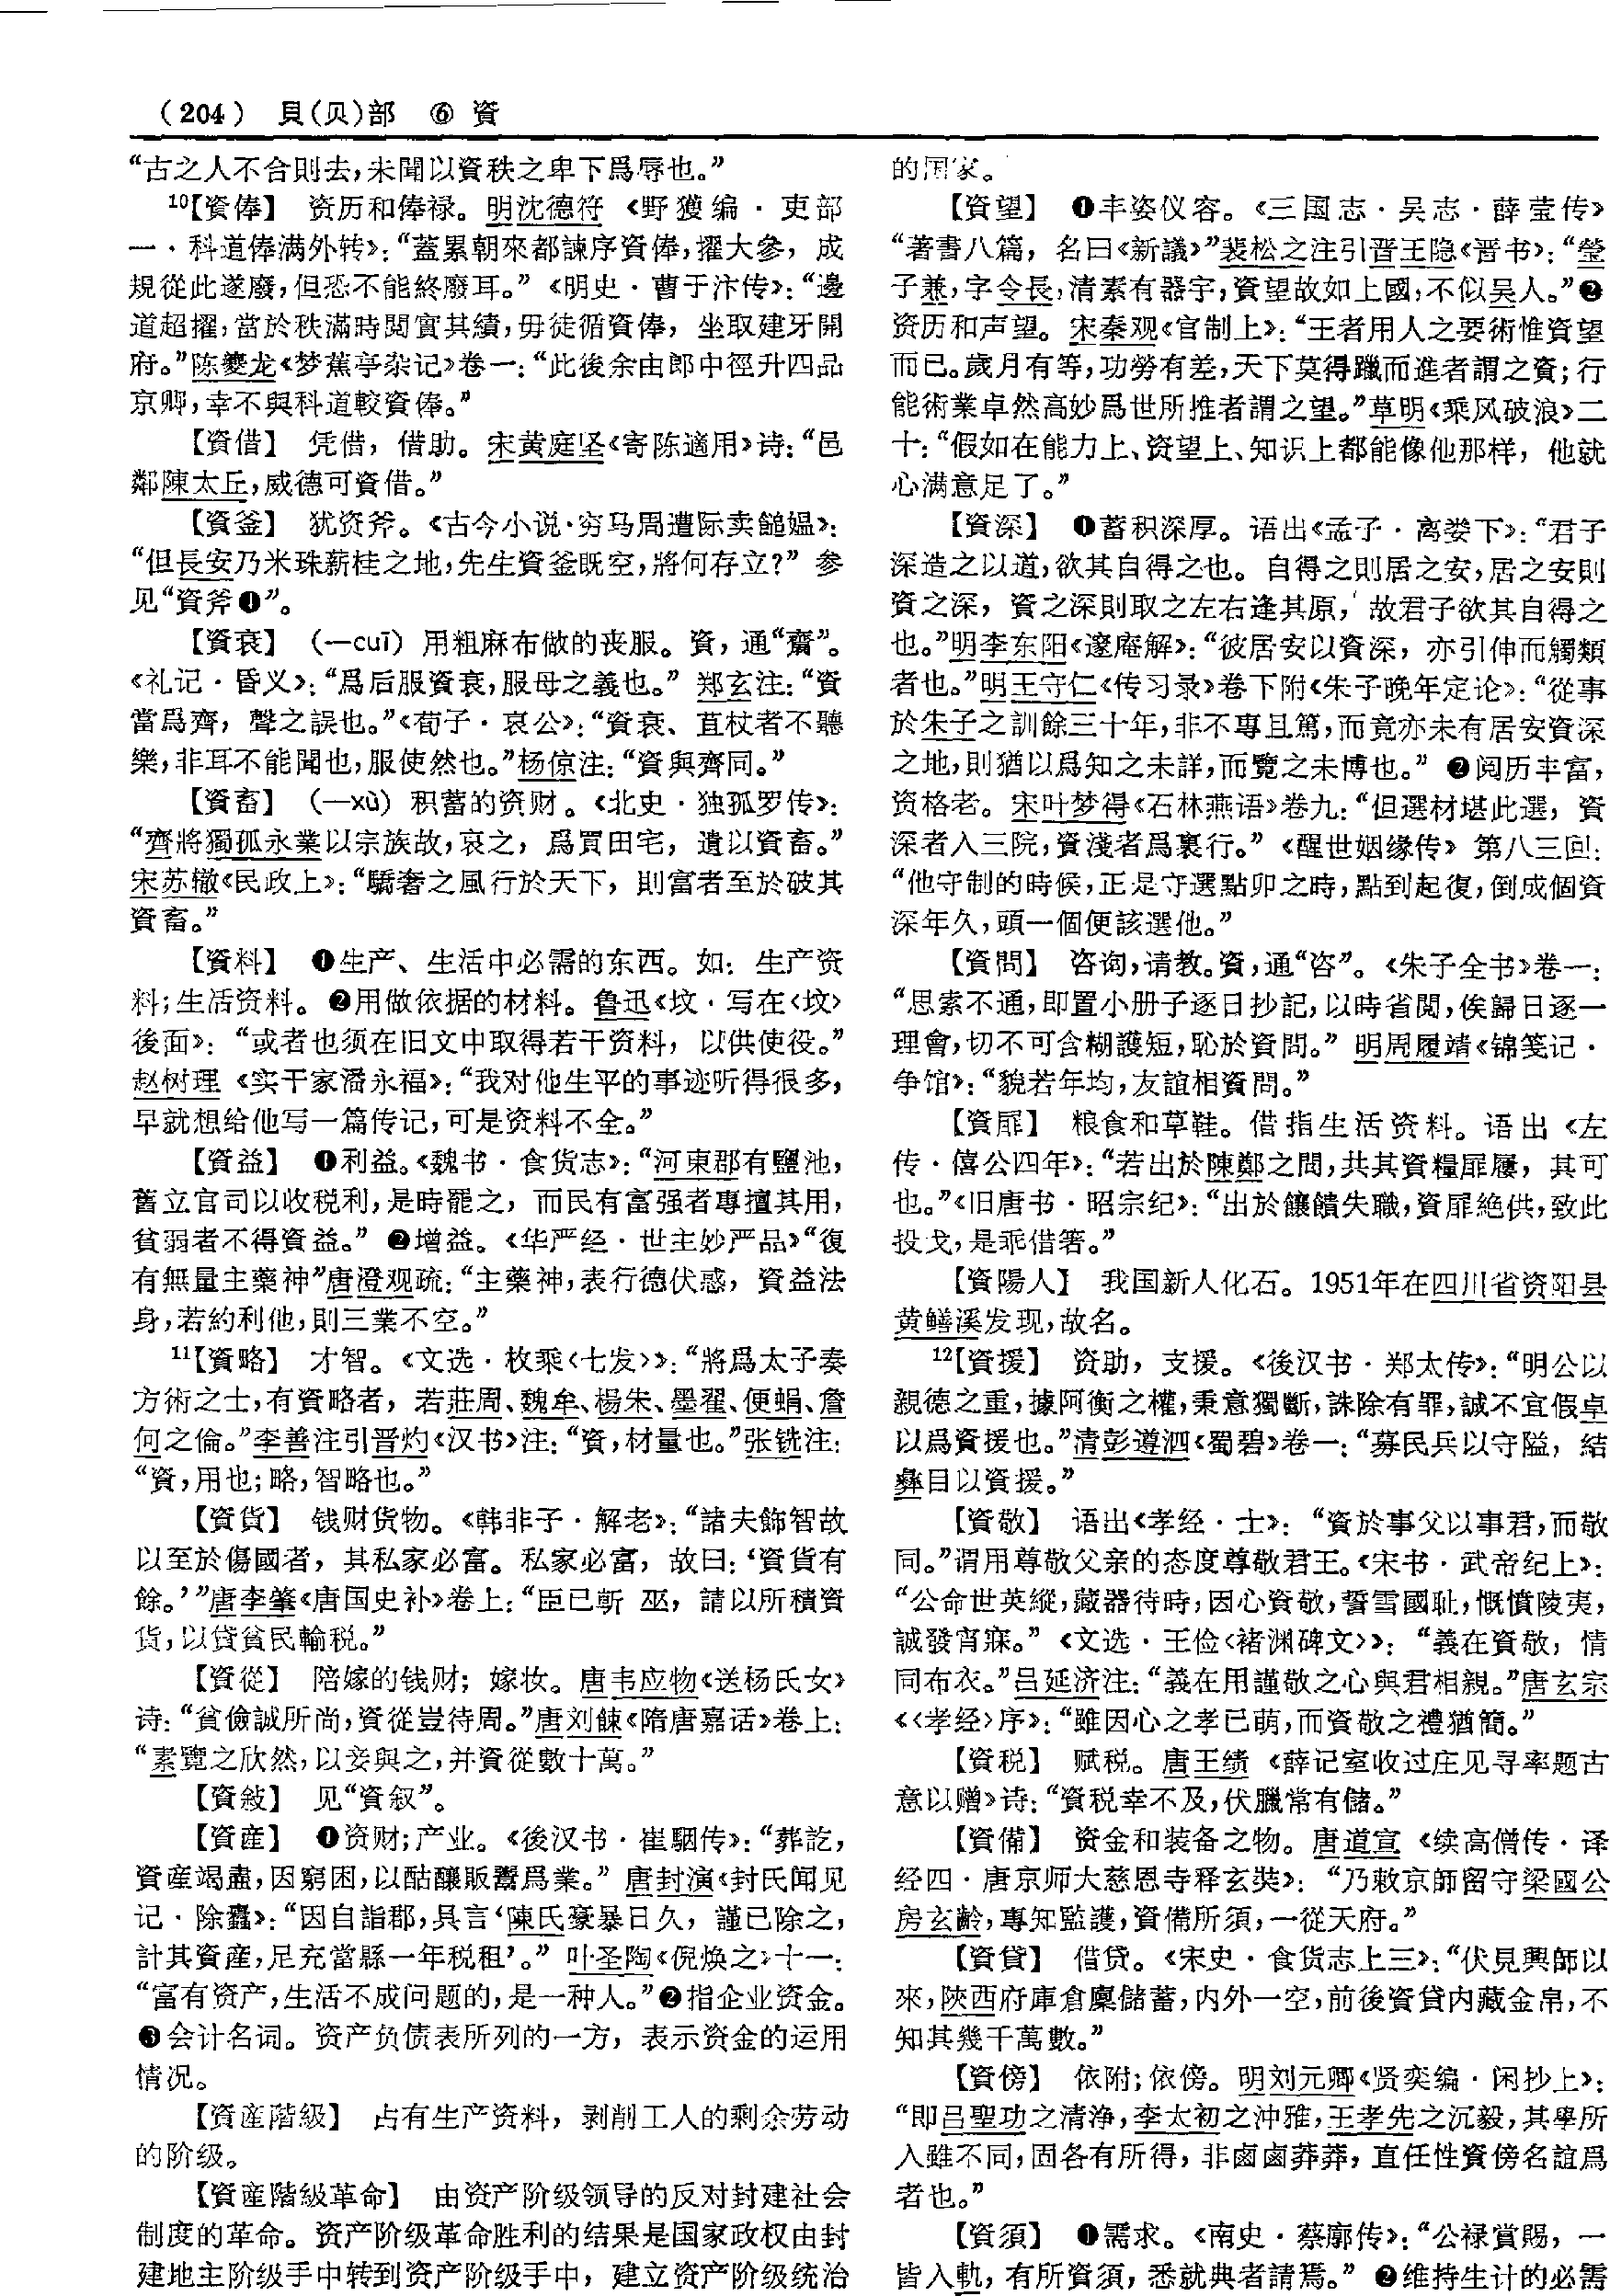 （204） 貝(贝)部 ⑥ 資
“古之人不合則去，未聞以資秩之卑下爲辱也。”
10【資俸】 资历和俸禄。明沈德符《野獲编·吏部
一·科道俸满外转》：“蓋累朝來都諫序資俸，擢大參，成
規從此遂廢，但恐不能終廢耳。”《明史·曹于汴传》：“邊
道超擢，當於秩滿時閲實其績，毋徒循資俸，坐取建牙開
府。”陈夔龙《梦蕉亭杂记》卷一：“此後余由郎中徑升四品
京卿，幸不與科道較資俸。”
【資借】 凭借，借助。宋黄庭坚《寄陈適用》诗：“邑
鄰陳太丘，威德可資借。”
【資釜】 犹资斧。《古今小说·穷马周遭际卖䭔媪》：
“但長安乃米珠薪桂之地，先生資釜既空，將何存立？”参
见“資斧❶”。
【資衰】 （—cuī）用粗麻布做的丧服。資，通“齎”。
《礼记·昏义》：“爲后服資衰，服母之義也。”郑玄注：“資
當爲齊，聲之誤也。”《荀子·哀公》：“資衰、苴杖者不聽
樂，非耳不能聞也，服使然也。”杨倞注：“資與齊同。”
【資畜】 （—xù）积蓄的资财。《北史·独孤罗传》：
“齊將獨孤永業以宗族故，哀之，爲買田宅，遺以資畜。”
宋苏辙《民政上》：“驕奢之風行於天下，則富者至於破其
資畜。”
【資料】 ❶生产、生活中必需的东西。如：生产资
料；生活资料。❷用做依据的材料。鲁迅《坟·写在〈坟〉
後面》：“或者也须在旧文中取得若干资料，以供使役。”
赵树理《实干家潘永福》：“我对他生平的事迹听得很多，
早就想给他写一篇传记，可是资料不全。”
【資益】 ❶利益。《魏书·食货志》：“河東郡有鹽池，
舊立官司以收税利，是時罷之，而民有富强者專擅其用，
貧弱者不得資益。”❷增益。《华严经·世主妙严品》“復
有無量主藥神”唐澄观疏：“主藥神，表行德伏惑，資益法
身，若約利他，則三業不空。”
11【資略】 才智。《文选·枚乘〈七发〉》：“將爲太子奏
方術之士，有資略者，若莊周、魏牟、楊朱、墨翟、便蜎、詹
何之倫。”李善注引晋灼《汉书》注：“資，材量也。”张铣注：
“資，用也；略，智略也。”
【資貨】 钱财货物。《韩非子·解老》：“諸夫飾智故
以至於傷國者，其私家必富。私家必富，故曰：‘資貨有
餘。’”唐李肇《唐国史补》卷上：“臣已斬巫，請以所積資
货，以贷貧民輸税。”
【資從】 陪嫁的钱财；嫁妆。唐韦应物《送杨氏女》
诗：“貧儉誠所尚，資從豈待周。”唐刘餗《隋唐嘉话》卷上：
“素覽之欣然，以妾與之，并資從數十萬。”
【資敍】 见“資叙”。
【資産】 ❶资财；产业。《後汉书·崔駰传》：“葬訖，
資産竭盡，因窮困，以酤釀販鬻爲業。”唐封演《封氏闻见
记·除蠹》：“因自詣郡，具言‘陳氏豪暴日久，謹已除之，
計其資産，足充當縣一年税租’。”叶圣陶《倪焕之》十一：
“富有资产，生活不成问题的，是一种人。”❷指企业资金。
❸会计名词。资产负债表所列的一方，表示资金的运用
情况。
【資産階級】 占有生产资料，剥削工人的剩余劳动
的阶级。
【資産階級革命】 由资产阶级领导的反对封建社会
制度的革命。资产阶级革命胜利的结果是国家政权由封
建地主阶级手中转到资产阶级手中，建立资产阶级统治
的国家。
【資望】 ❶丰姿仪容。《三國志·吴志·薛莹传》
“著書八篇，名曰《新議》”裴松之注引晋王隐《晋书》：“瑩
子兼，字令長，清素有器宇，資望故如上國，不似吴人。”❷
资历和声望。宋秦观《官制上》：“王者用人之要術惟資望
而已。歲月有等，功勞有差，天下莫得躐而進者謂之資；行
能術業卓然高妙爲世所推者謂之望。”草明《乘风破浪》二
十：“假如在能力上、资望上、知识上都能像他那样，他就
心满意足了。”
【資深】 ❶蓄积深厚。语出《孟子·离娄下》：“君子
深造之以道，欲其自得之也。自得之則居之安，居之安則
資之深，資之深則取之左右逢其原，故君子欲其自得之
也。”明李东阳《邃庵解》：“彼居安以資深，亦引伸而觸類
者也。”明王守仁《传习录》卷下附《朱子晚年定论》：“從事
於朱子之訓餘三十年，非不專且篤，而竟亦未有居安資深
之地，則猶以爲知之未詳，而覽之未博也。”❷阅历丰富，
资格老。宋叶梦得《石林燕语》卷九：“但選材堪此選，資
深者入三院，資淺者爲裏行。”《醒世姻缘传》第八三回：
“他守制的時候，正是守選點卯之時，點到起復，倒成個資
深年久，頭一個便該選他。”
【資問】 咨询，请教。資，通“咨”。《朱子全书》卷一：
“思索不通，即置小册子逐日抄記，以時省閲，俟歸日逐一
理會，切不可含糊護短，恥於資問。”明周履靖《锦笺记·
争馆》：“貌若年均，友誼相資問。”
【資屝】 粮食和草鞋。借指生活资料。语出《左
传·僖公四年》：“若出於陳鄭之間，共其資糧屝屨，其可
也。”《旧唐书·昭宗纪》：“出於饟饋失職，資屝絶供，致此
投戈，是乖借箸。”
【資陽人】 我国新人化石。1951年在四川省资阳县
黄鳝溪发现，故名。
12【資援】 资助，支援。《後汉书·郑太传》：“明公以
親德之重，據阿衡之權，秉意獨斷，誅除有罪，誠不宜假卓
以爲資援也。”清彭遵泗《蜀碧》卷一：“募民兵以守隘，结
彝目以資援。”
【資敬】 语出《孝经·士》：“資於事父以事君，而敬
同。”谓用尊敬父亲的态度尊敬君王。《宋书·武帝纪上》：
“公命世英縱，藏器待時，因心資敬，誓雪國耻，慨憤陵夷，
誠發宵寐。”《文选·王俭〈褚渊碑文〉》：“義在資敬，情
同布衣。”吕延济注：“義在用謹敬之心與君相親。”唐玄宗
《〈孝经〉序》：“雖因心之孝已萌，而資敬之禮猶簡。”
【資税】 赋税。唐王绩《薛记室收过庄见寻率题古
意以赠》诗：“資税幸不及，伏臘常有儲。”
【資備】 资金和装备之物。唐道宣《续高僧传·译
经四·唐京师大慈恩寺释玄奘》：“乃敕京師留守梁國公
房玄齡，專知監護，資備所須，一從天府。”
【資貸】 借贷。《宋史·食货志上三》：“伏見興師以
來，陝西府庫倉廩儲蓄，内外一空，前後資貸内藏金帛，不
知其幾千萬數。”
【資傍】 依附；依傍。明刘元卿《贤奕编·闲抄上》：
“即吕聖功之清浄，李太初之沖雅，王孝先之沉毅，其學所
入雖不同，固各有所得，非鹵鹵莽莽，直任性資傍名誼爲
者也。”
【資須】 ❶需求。《南史·蔡廓传》：“公禄賞賜，一
皆入軌，有所資須，悉就典者請焉。”❷维持生计的必需